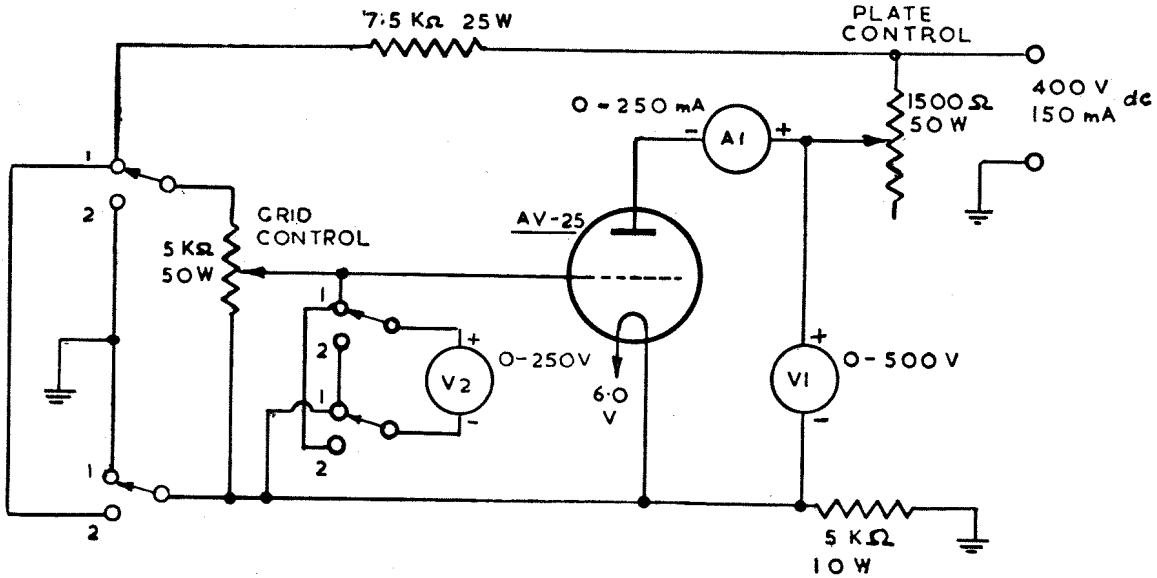 7.5 KΩ 25W
PLATE
CONTROL
400 V dc
150 mA
0-250 mA
1500 Ω
50 W
- A1 +
1
2
GRID
CONTROL
AV-25
5 KΩ
50W
1
2
+
V2
0-250V
-
1
2
6.0
V
+
V1
0-500 V
-
1
2
5 KΩ
10 W